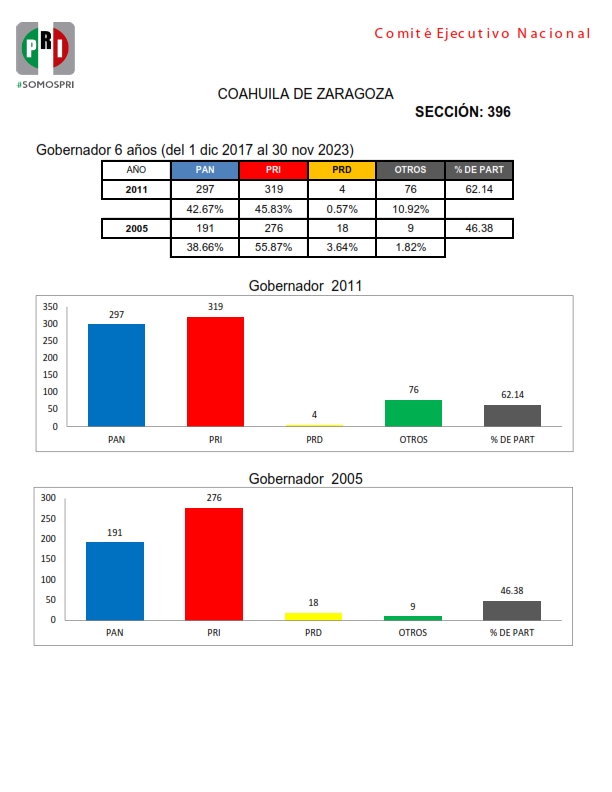 Comité Ejecutivo Nacional
PRI
#SOMOSPRI
COAHUILA DE ZARAGOZA
SECCIÓN: 396
Gobernador 6 años (del 1 dic 2017 al 30 nov 2023)
AÑO PAN PRI PRD OTROS % DE PART
2011 297 319 4 76 62.14
42.67% 45.83% 0.57% 10.92%
2005 191 276 18 9 46.38
38.66% 55.87% 3.64% 1.82%
Gobernador 2011
350
300
250
200
150
100
50
0
297 319 4 76 62.14
PAN PRI PRD OTROS % DE PART
Gobernador 2005
300
250
200
150
100
50
0
191 276 18 9 46.38
PAN PRI PRD OTROS % DE PART